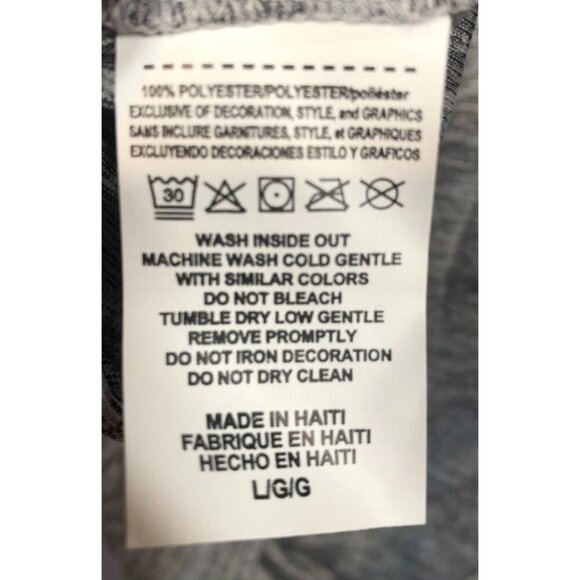 100% POLYESTER/POLYESTER/poliéster
EXCLUSIVE OF DECORATION, STYLE, and GRAPHICS
SANS INCLURE GARNITURES, STYLE, et GRAPHIQUES
EXCLUYENDO DECORACIONES ESTILO Y GRAFICOS
30
WASH INSIDE OUT
MACHINE WASH COLD GENTLE
WITH SIMILAR COLORS
DO NOT BLEACH
TUMBLE DRY LOW GENTLE
REMOVE PROMPTLY
DO NOT IRON DECORATION
DO NOT DRY CLEAN
MADE IN HAITI
FABRIQUE EN HAITI
HECHO EN HAITI
L/G/G